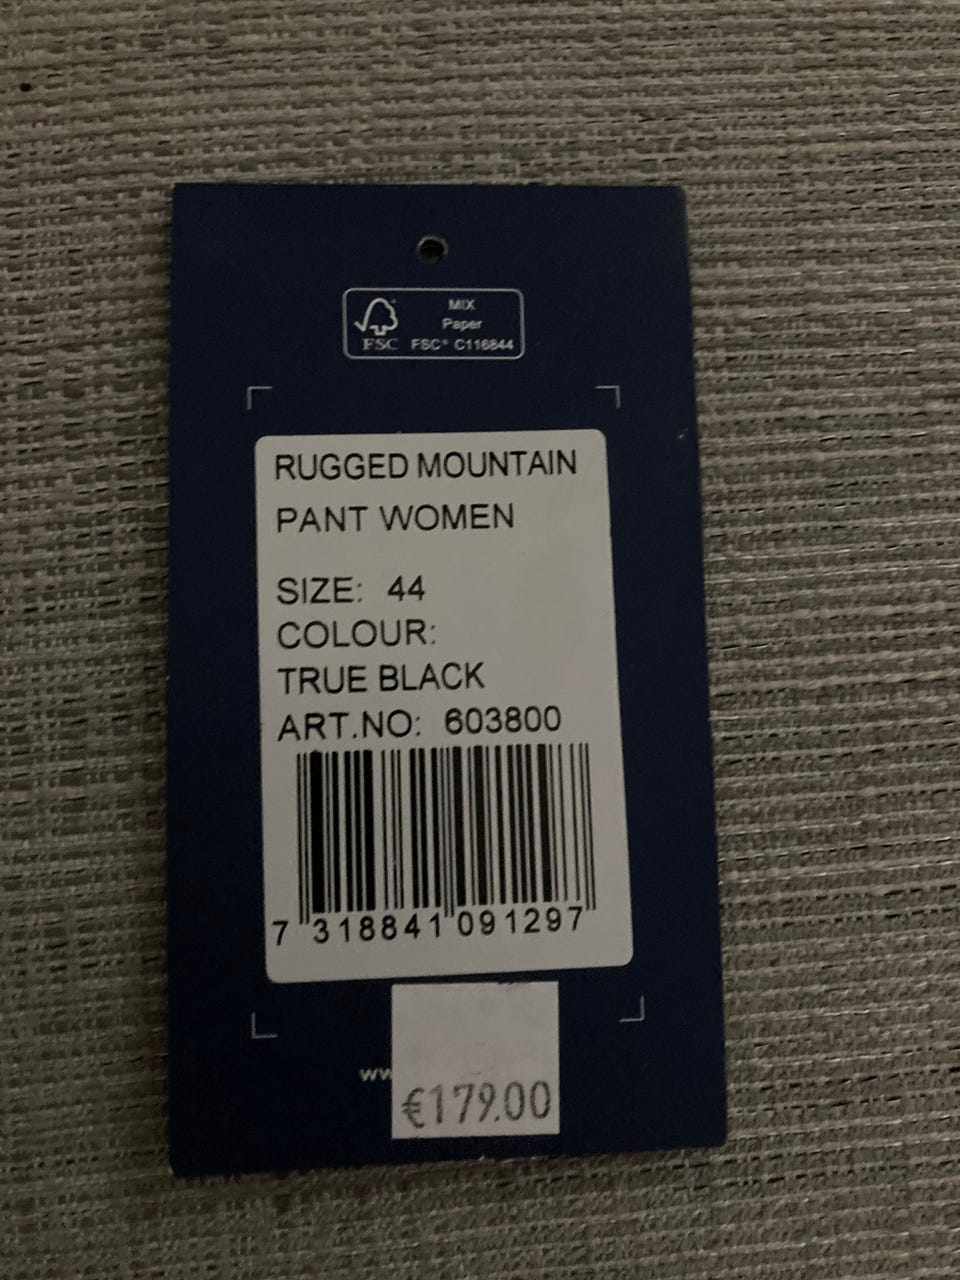 MIX
Paper
FSC FSC® C116844
RUGGED MOUNTAIN
PANT WOMEN
SIZE: 44
COLOUR:
TRUE BLACK
ART.NO: 603800
7 318841 091297
ww
€179.00